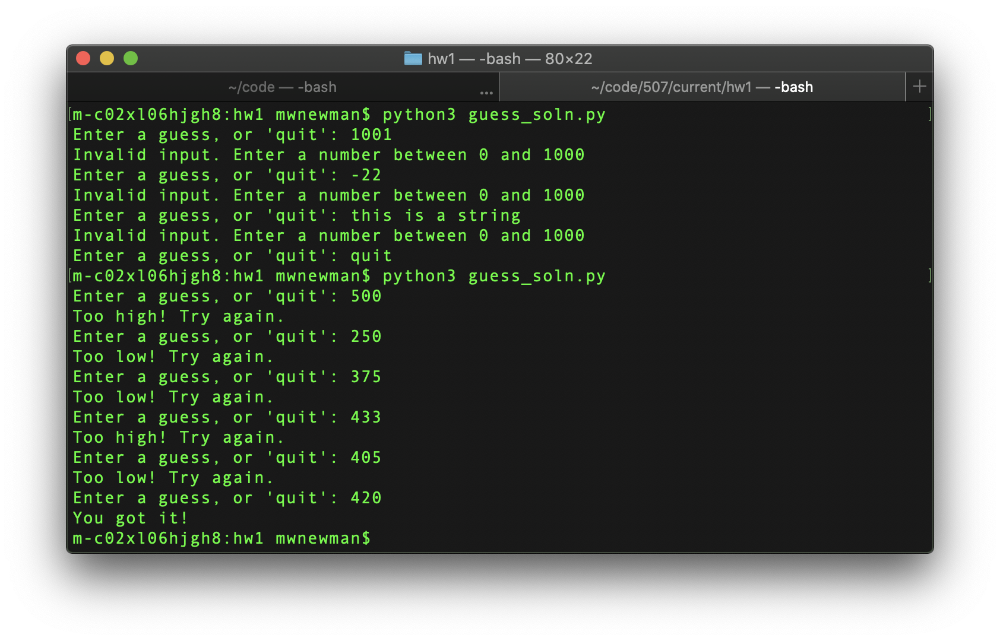 hw1 — -bash — 80×22
~/code — -bash ...
~/code/507/current/hw1 — -bash +
[m-c02xl06hjgh8:hw1 mwnewman$ python3 guess_soln.py ]
Enter a guess, or 'quit': 1001
Invalid input. Enter a number between 0 and 1000
Enter a guess, or 'quit': -22
Invalid input. Enter a number between 0 and 1000
Enter a guess, or 'quit': this is a string
Invalid input. Enter a number between 0 and 1000
Enter a guess, or 'quit': quit
[m-c02xl06hjgh8:hw1 mwnewman$ python3 guess_soln.py ]
Enter a guess, or 'quit': 500
Too high! Try again.
Enter a guess, or 'quit': 250
Too low! Try again.
Enter a guess, or 'quit': 375
Too low! Try again.
Enter a guess, or 'quit': 433
Too high! Try again.
Enter a guess, or 'quit': 405
Too low! Try again.
Enter a guess, or 'quit': 420
You got it!
m-c02xl06hjgh8:hw1 mwnewman$